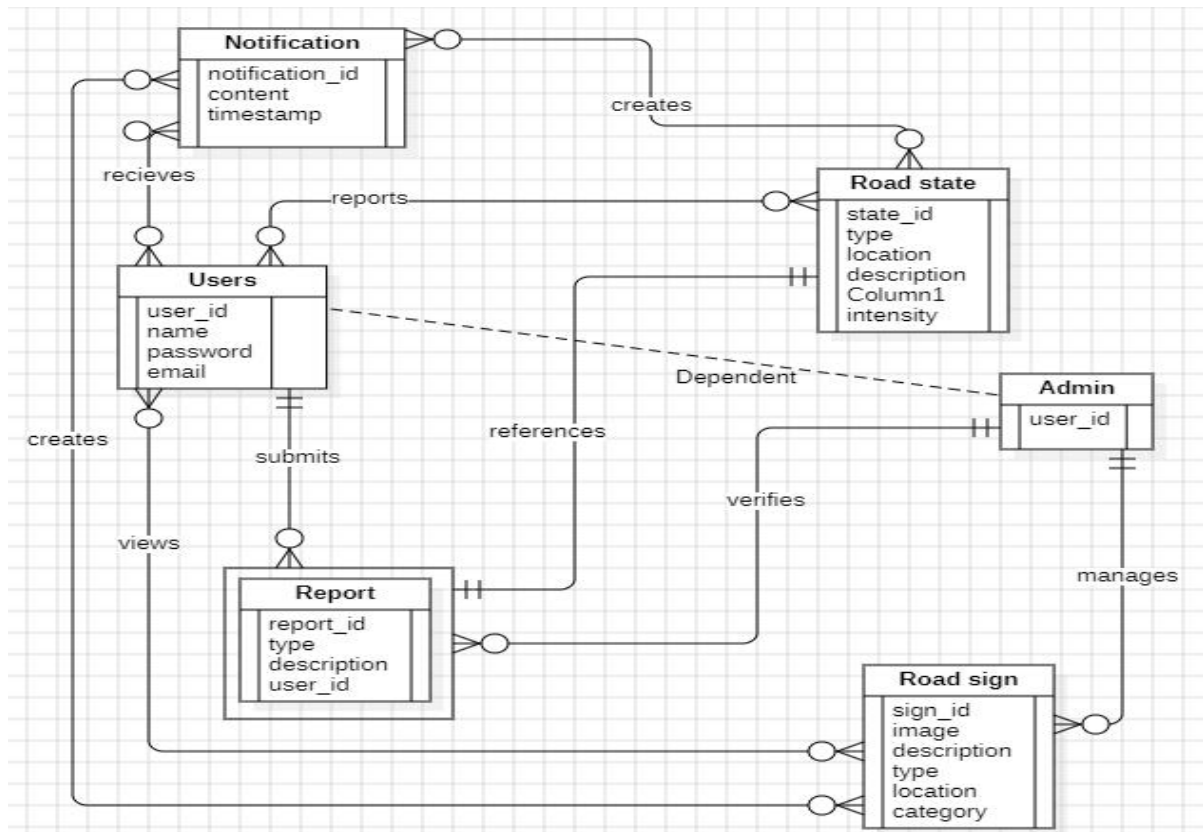 Notification
notification_id
content
timestamp
creates
recieves
reports
Road state
state_id
type
location
description
Column1
intensity
Users
user_id
name
password
email
Dependent
Admin
user_id
creates
submits
references
verifies
views
manages
Report
report_id
type
description
user_id
Road sign
sign_id
image
description
type
location
category